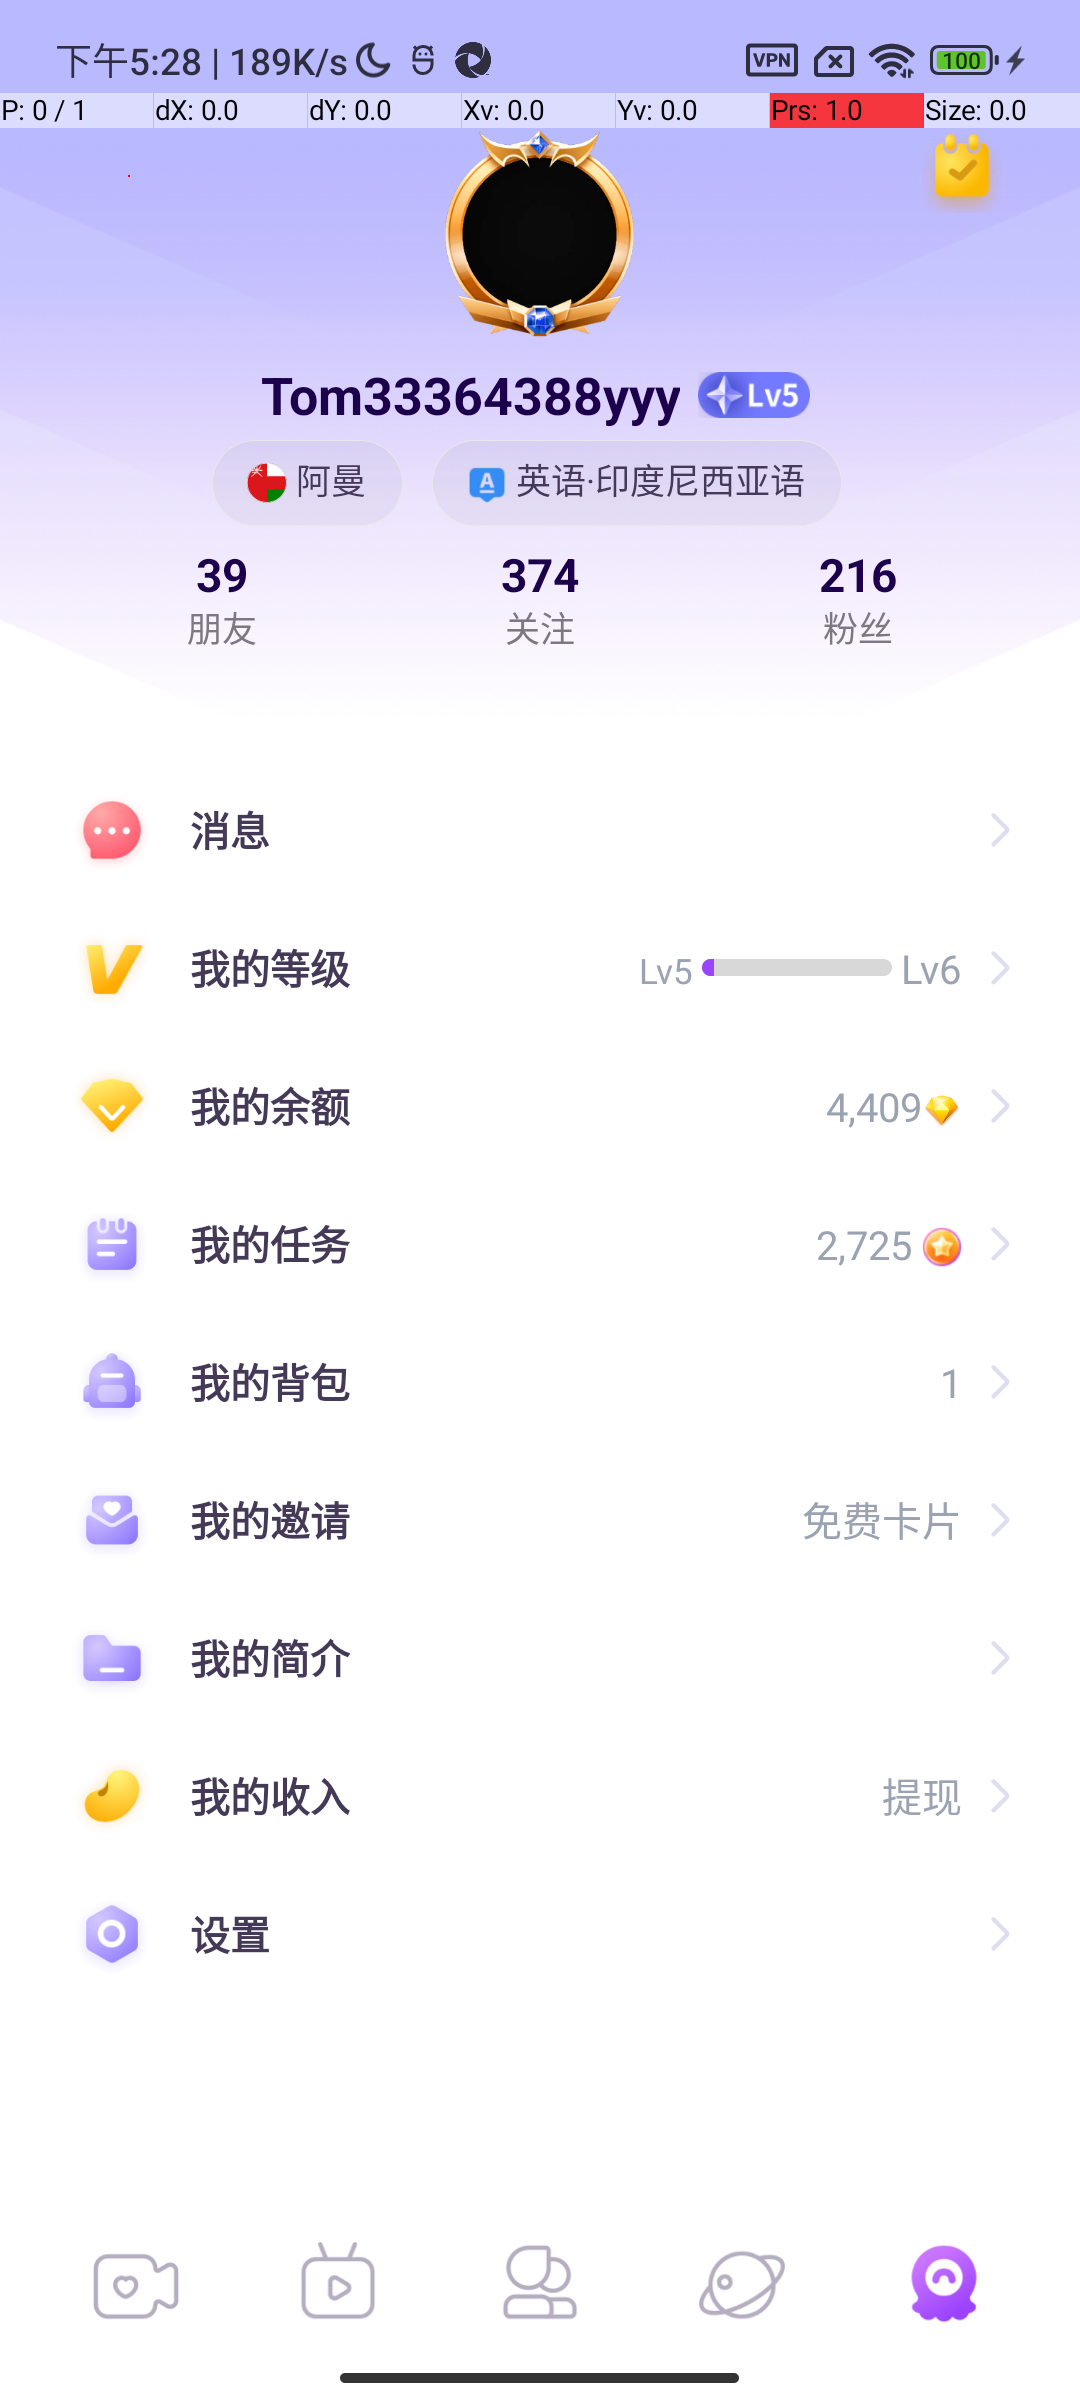 下午5:28 | 189K/s
VPN
100
P: 0 / 1
dX: 0.0
dY: 0.0
Xv: 0.0
Yv: 0.0
Prs: 1.0
Size: 0.0
Tom33364388yyy
Lv5
阿曼
A 英语·印度尼西亚语
39
374
216
朋友
关注
粉丝
消息
我的等级
Lv5
Lv6
我的余额
4,409
我的任务
2,725
我的背包
1
我的邀请
免费卡片
我的简介
我的收入
提现
设置